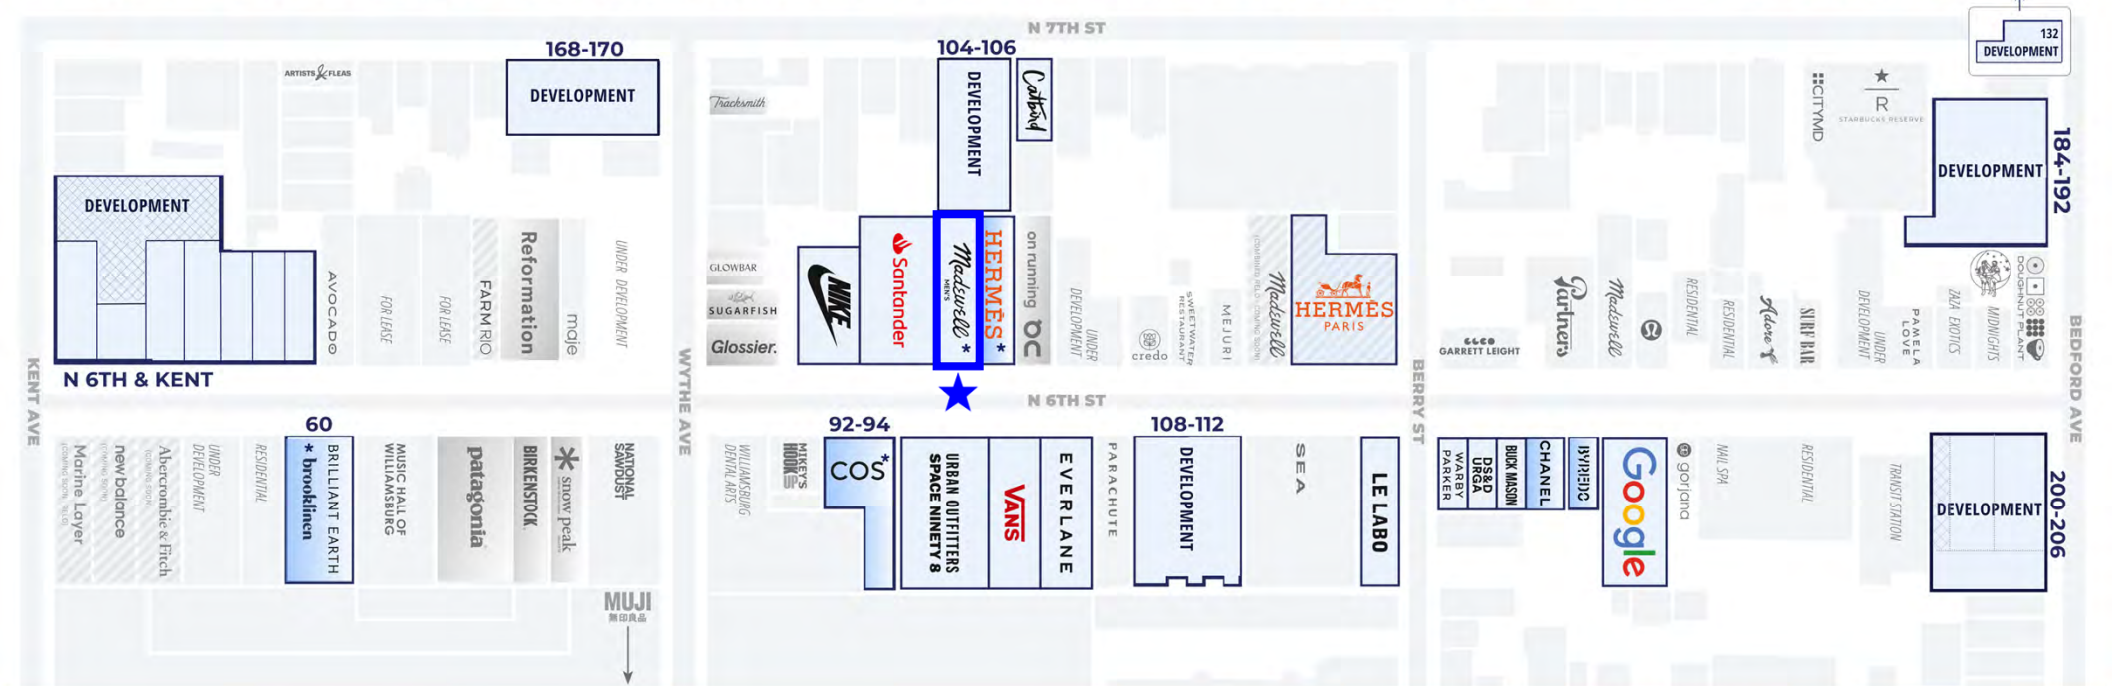 N 7TH ST
132
DEVELOPMENT
168-170
DEVELOPMENT
ARTISTS & FLEAS
104-106
DEVELOPMENT
Catbird
Tracksmith
CITYMD
R
STARBUCKS RESERVE
184-192
DEVELOPMENT
DEVELOPMENT
N 6TH & KENT
AVOCADO
FOR LEASE
FOR LEASE
FARM RIO
Reformation
maje
UNDER DEVELOPMENT
GLOWBAR
SUGARFISH
Glossier.
NIKE
Santander
Madewell *
MEN'S
HERMÈS *
on running
UNDER
DEVELOPMENT
credo
SWEETWATER
RESTAURANT
MEJURI
Madewell
HERMÈS
PARIS
GARRETT LEIGHT
Partners
Madewell
RESIDENTIAL
RESIDENTIAL
Adore
SURF BAR
UNDER
DEVELOPMENT
PAMELA
LOVE
ZAZA EXOTICS
MIDNIGHTS
DOUGHNUT PLANT
KENT AVE
WYTHE AVE
N 6TH ST
BERRY ST
BEDFORD AVE
Marine Layer
new balance
(COMING SOON)
Abercrombie & Fitch
(COMING SOON)
UNDER
DEVELOPMENT
RESIDENTIAL
60
BRILLIANT EARTH
* brooklinen
MUSIC HALL OF
WILLIAMSBURG
patagonia
BIRKENSTOCK
snow peak
NATIONAL
SAWDUST
MUJI
無印良品
WILLIAMSBURG
DENTAL ARTS
MIKEY'S
HOOK
UP
92-94
COS*
URBAN OUTFITTERS
SPACE NINETY 8
VANS
EVERLANE
PARACHUTE
108-112
DEVELOPMENT
SEA
LE LABO
WARBY
PARKER
D&D
URGA
BUCK MASON
CHANEL
BYREDO
Google
gorjana
NAIL SPA
RESIDENTIAL
TRANSIT STATION
200-206
DEVELOPMENT